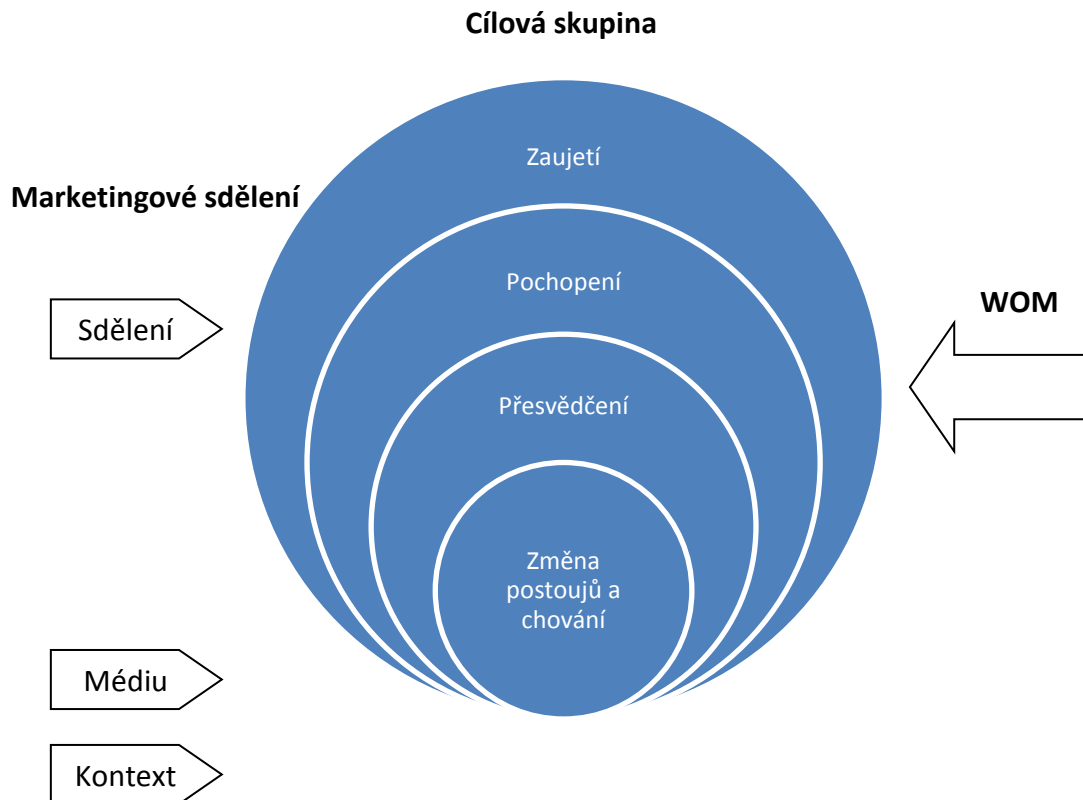 Cílová skupina
Zaujetí
Marketingové sdělení
Pochopení
WOM
Sdělení
Přesvědčení
Změna
postoujů a
chování
Médiu
Kontext